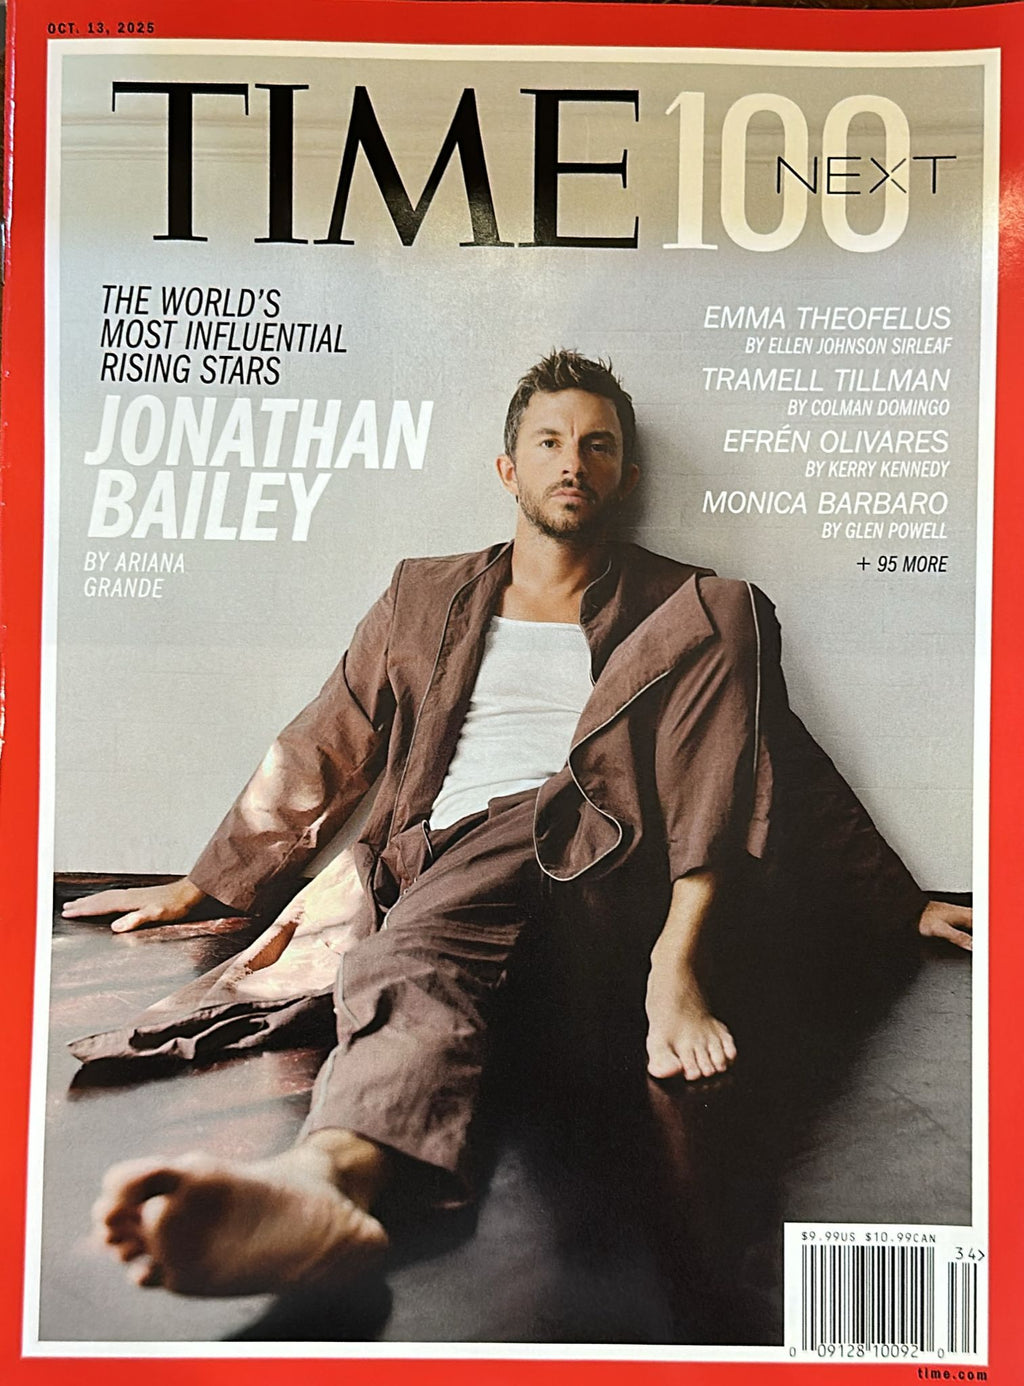 OCT. 13, 2025
TIME 100
NEXT
THE WORLD'S
MOST INFLUENTIAL
RISING STARS
JONATHAN
BAILEY
BY ARIANA
GRANDE
EMMA THEOFELUS
BY ELLEN JOHNSON SIRLEAF
TRAMELL TILLMAN
BY COLMAN DOMINGO
EFRÉN OLIVARES
BY KERRY KENNEDY
MONICA BARBARO
BY GLEN POWELL
+ 95 MORE
$9.99US $10.99CAN
34>
0 09128 10092 0
time.com